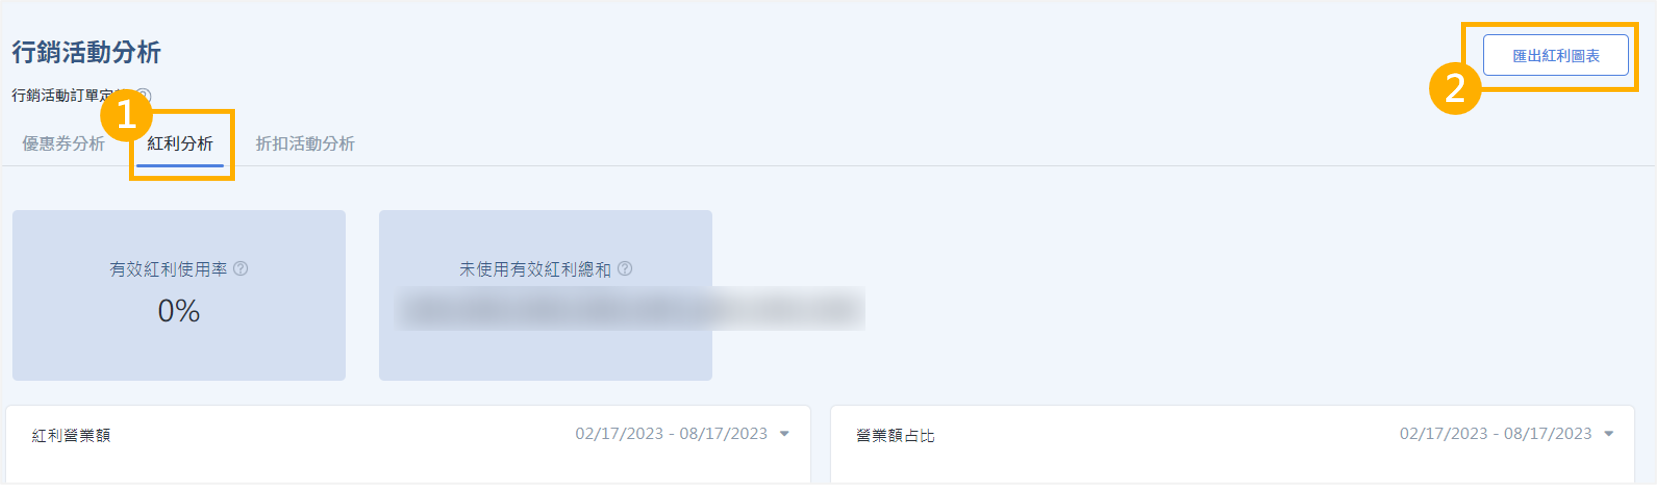 行銷活動分析
匯出紅利圖表
2
行銷活動訂單定
1
優惠券分析 紅利分析 折扣活動分析
有效紅利使用率
0%
未使用有效紅利總和
紅利營業額 02/17/2023 - 08/17/2023
營業額占比 02/17/2023 - 08/17/2023